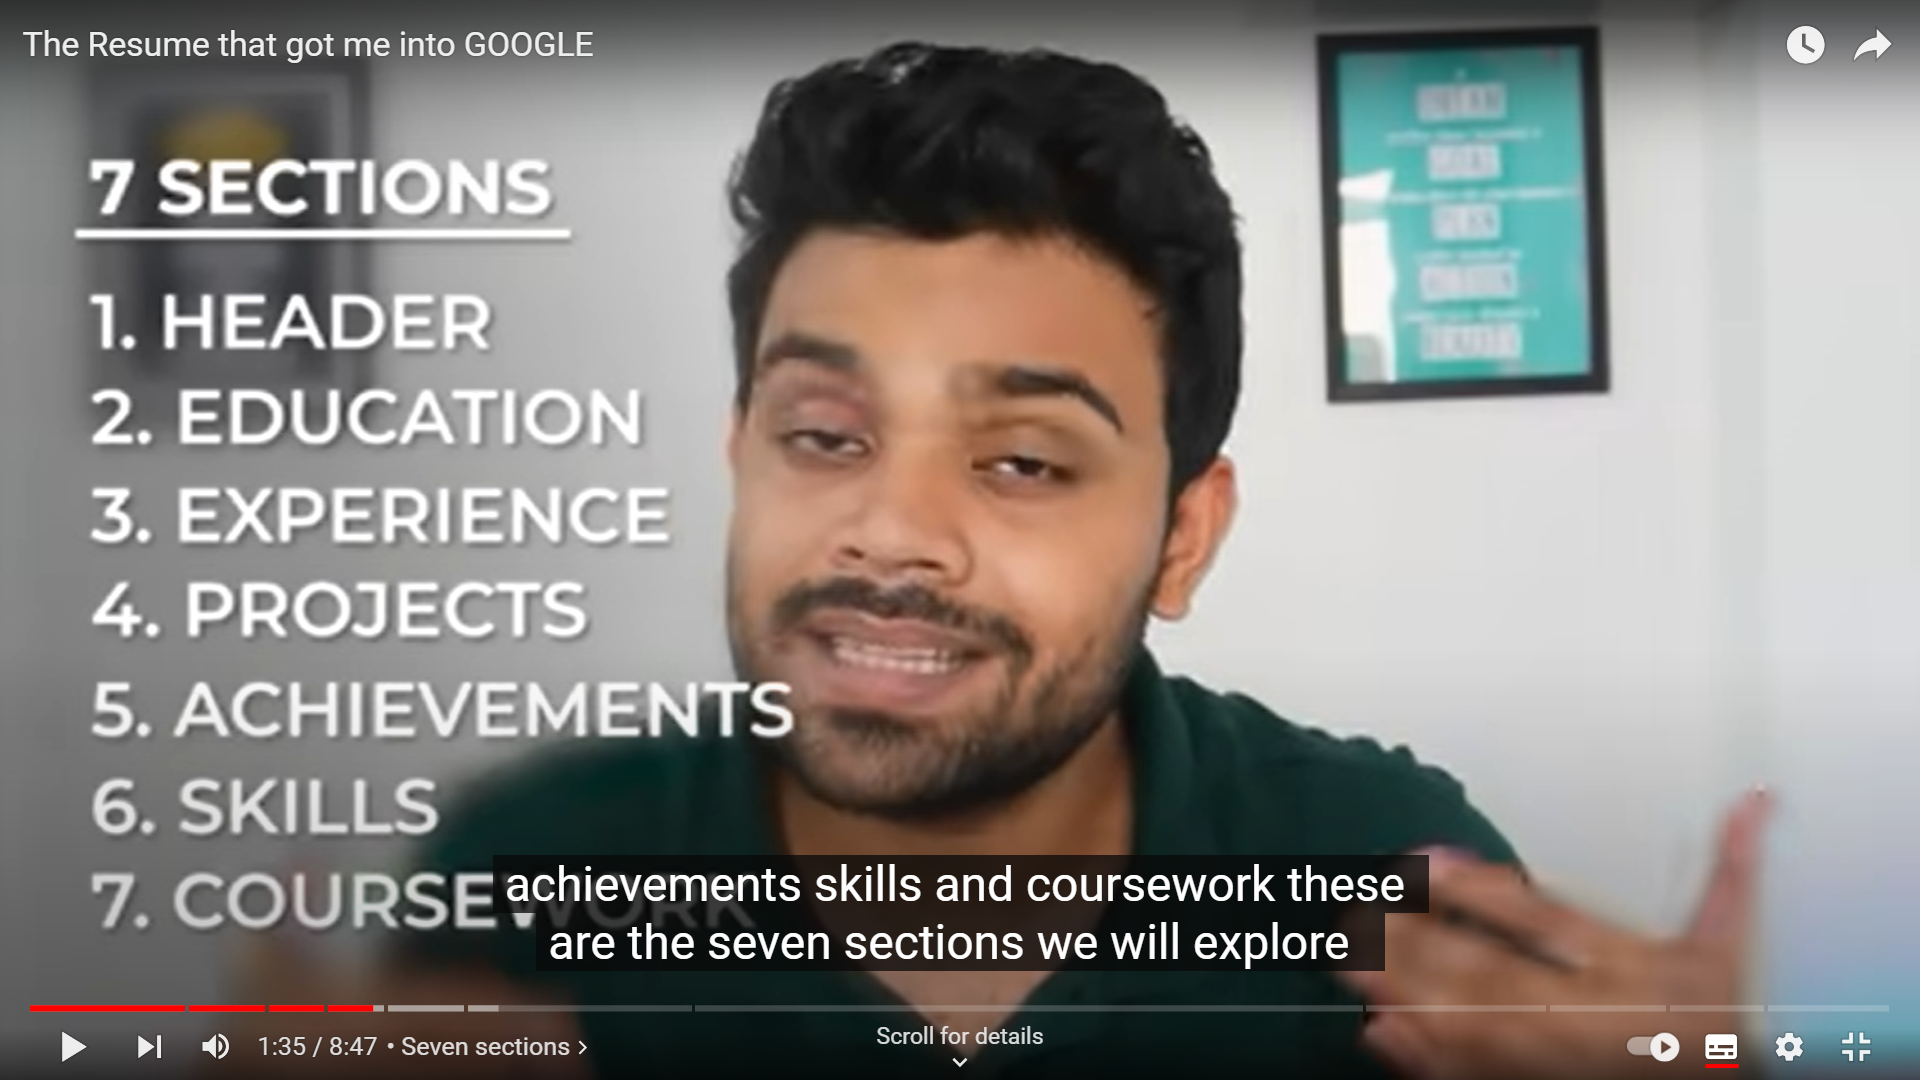 The Resume that got me into GOOGLE
7 SECTIONS
1. HEADER
2. EDUCATION
3. EXPERIENCE
4. PROJECTS
5. ACHIEVEMENTS
6. SKILLS
7. COURSEWORK
achievements skills and coursework these
are the seven sections we will explore
Scroll for details
1:35 / 8:47 • Seven sections